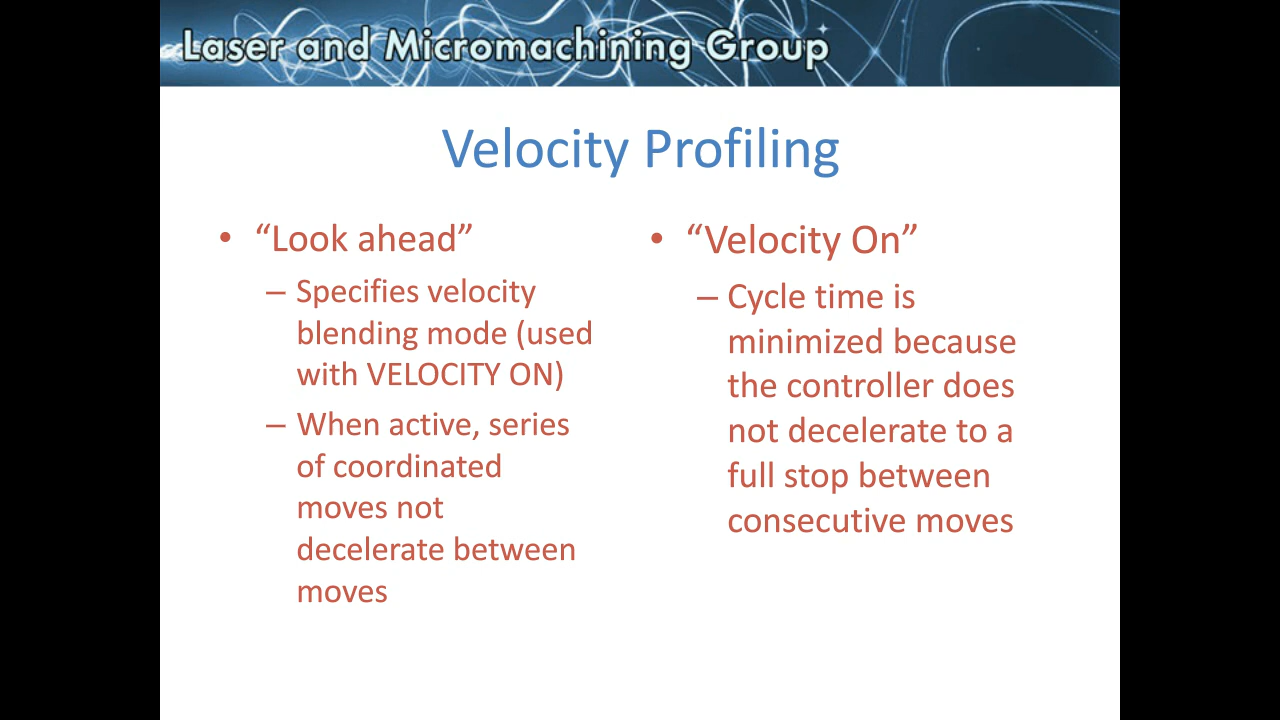 Laser and Micromachining Group
Velocity Profiling
• “Look ahead”
– Specifies velocity
blending mode (used
with VELOCITY ON)
– When active, series
of coordinated
moves not
decelerate between
moves
• “Velocity On”
– Cycle time is
minimized because
the controller does
not decelerate to a
full stop between
consecutive moves